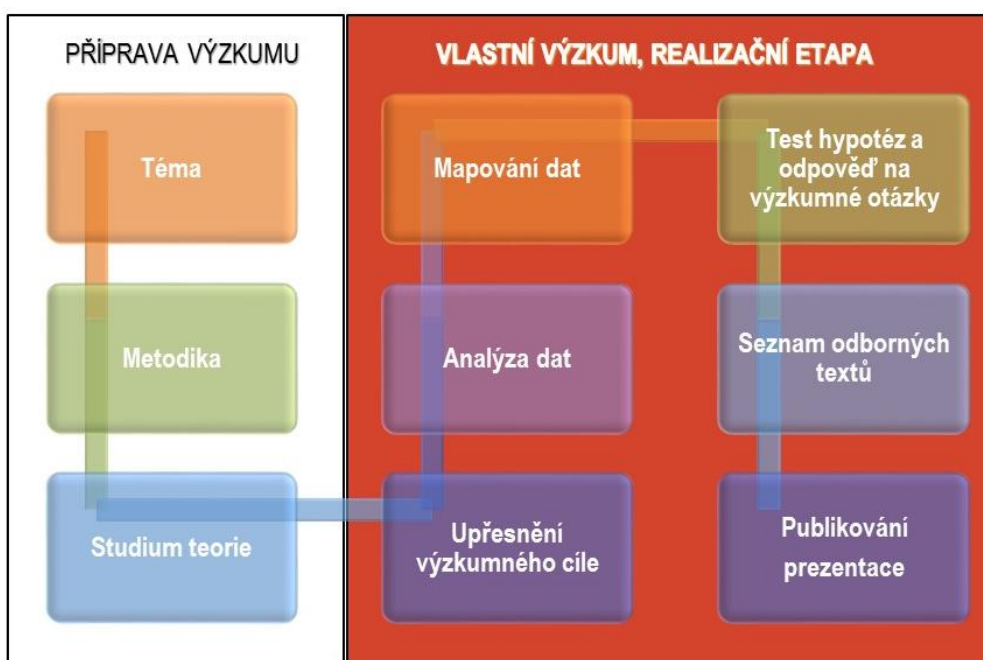 PŘÍPRAVA VÝZKUMU
Téma
Metodika
Studium teorie
VLASTNÍ VÝZKUM, REALIZAČNÍ ETAPA
Mapování dat
Analýza dat
Upřesnění
výzkumného cíle
Test hypotéz a
odpověď na
výzkumné otázky
Seznam odborných
textů
Publikování
prezentace